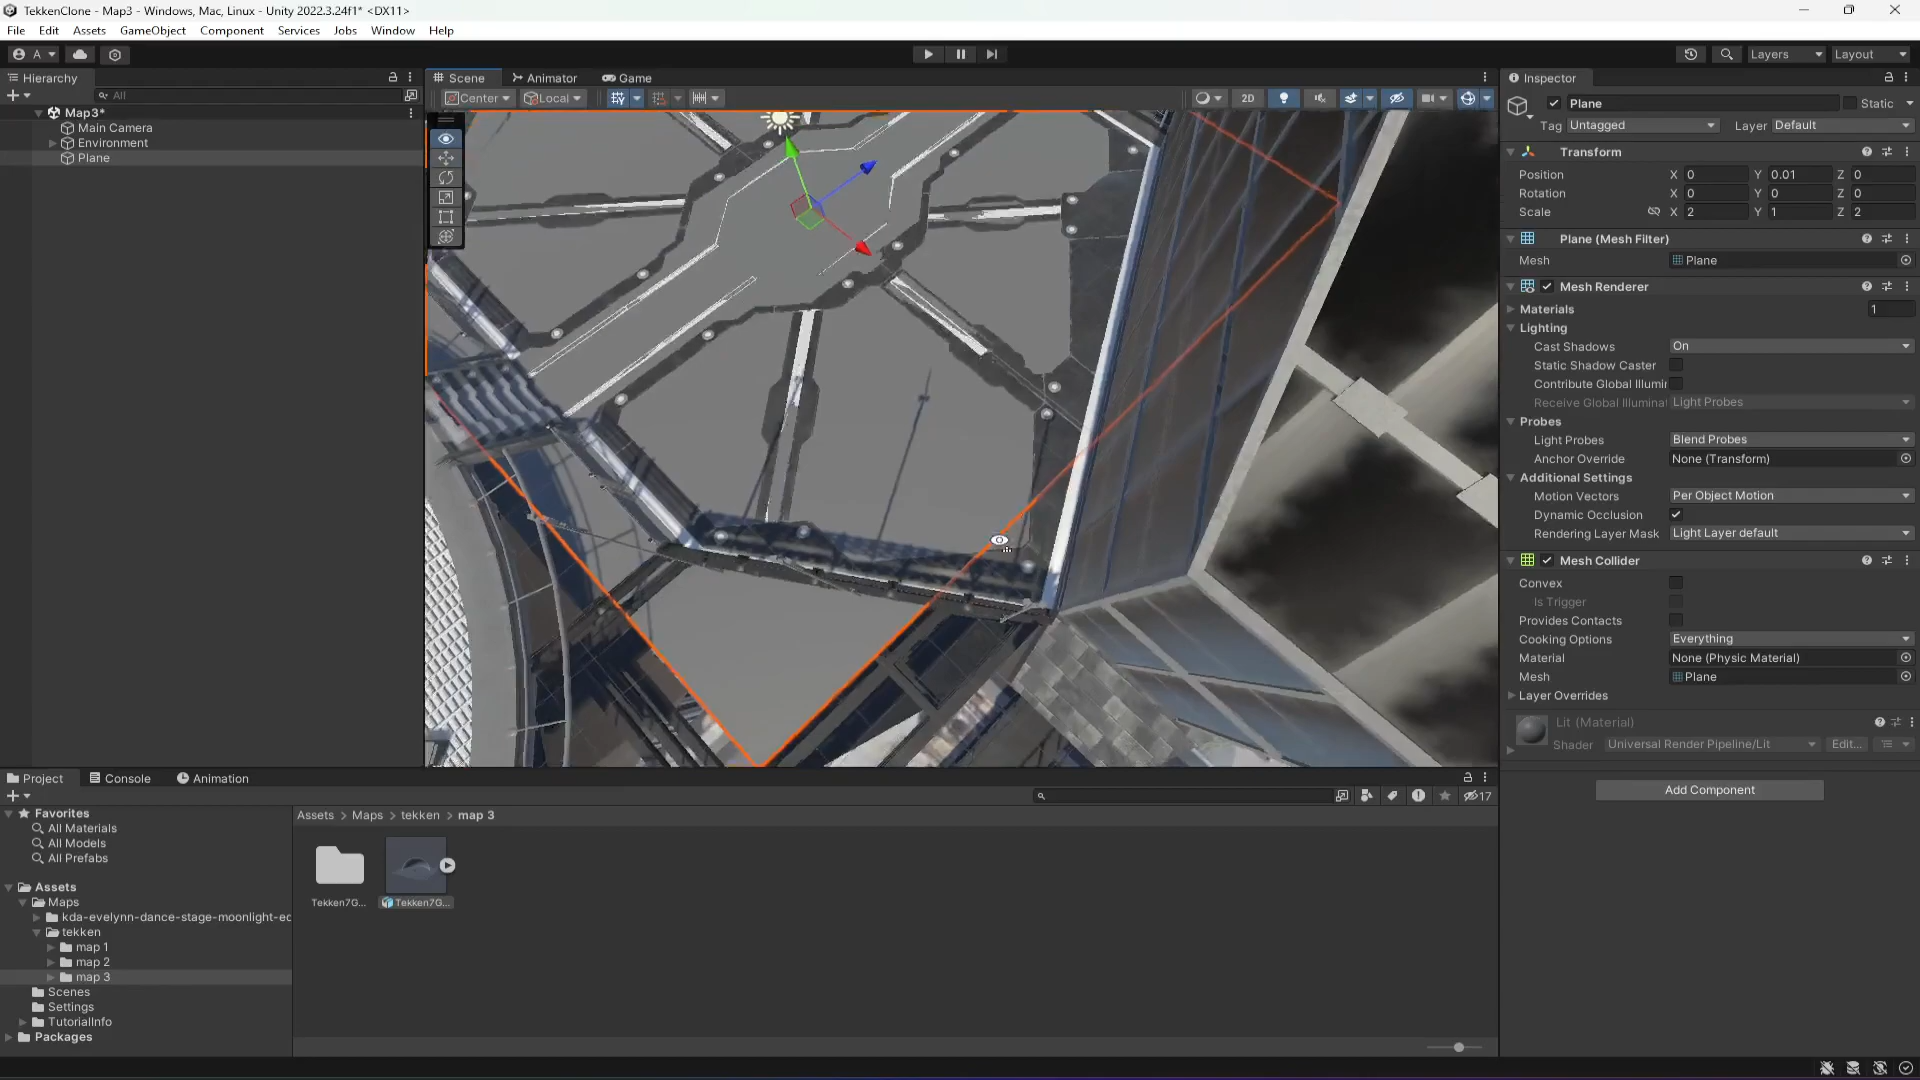 TekkenClone - Map3 - Windows, Mac, Linux - Unity 2022.3.24f1* <DX11>
File Edit Assets GameObject Component Services Jobs Window Help
A
Layers Layout
Hierarchy
All
Map3*
Main Camera
Environment
Plane
Scene Animator Game
Center Local 2D
Inspector
Plane Static
Tag Untagged Layer Default
Transform
Position X 0 Y 0.01 Z 0
Rotation X 0 Y 0 Z 0
Scale X 2 Y 1 Z 2
Plane (Mesh Filter)
Mesh Plane
Mesh Renderer
Materials 1
Lighting
Cast Shadows On
Static Shadow Caster
Contribute Global Illumir
Receive Global Illuminat Light Probes
Probes
Light Probes Blend Probes
Anchor Override None (Transform)
Additional Settings
Motion Vectors Per Object Motion
Dynamic Occlusion
Rendering Layer Mask Light Layer default
Mesh Collider
Convex
Is Trigger
Provides Contacts
Cooking Options Everything
Material None (Physic Material)
Mesh Plane
Layer Overrides
Lit (Material)
Shader Universal Render Pipeline/Lit Edit...
Add Component
Project Console Animation
17
Favorites
All Materials
All Models
All Prefabs
Assets
Maps
kda-evelynn-dance-stage-moonlight-ec
tekken
map 1
map 2
map 3
Scenes
Settings
TutorialInfo
Packages
Assets > Maps > tekken > map 3
Tekken7G... Tekken7G...